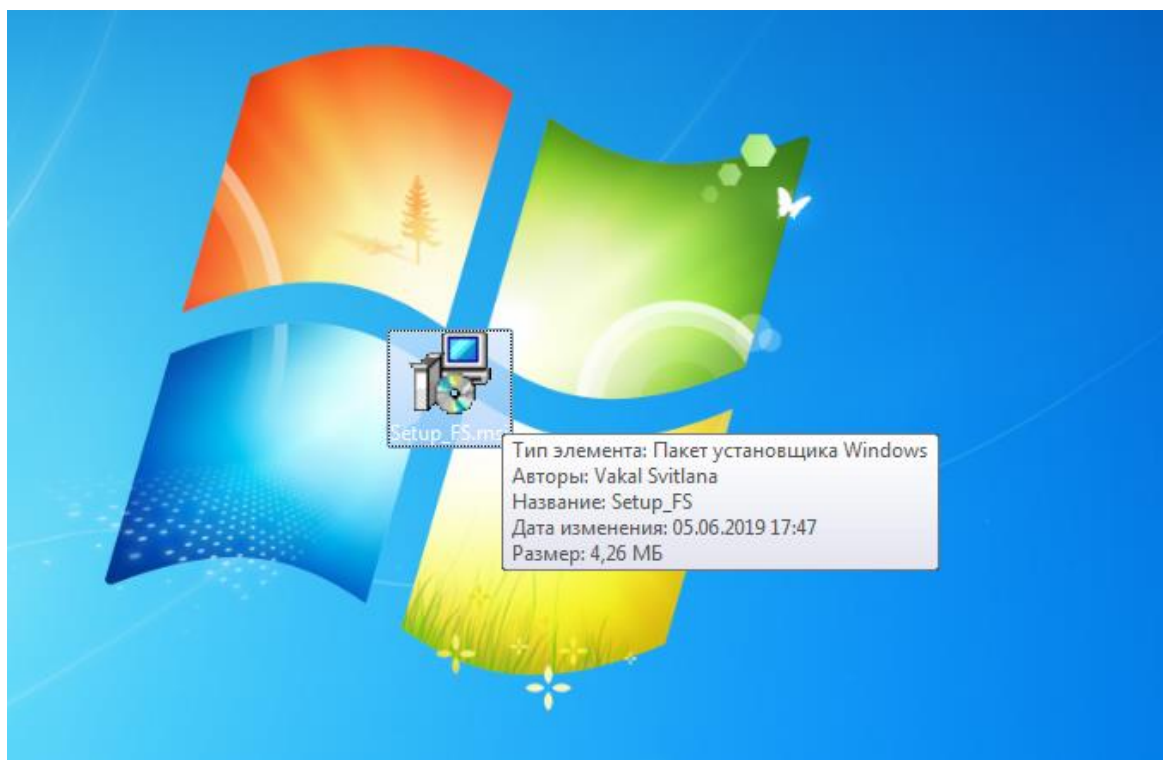 Setup_FS.ms
Тип элемента: Пакет установщика Windows
Авторы: Vakal Svitlana
Название: Setup_FS
Дата изменения: 05.06.2019 17:47
Размер: 4,26 МБ